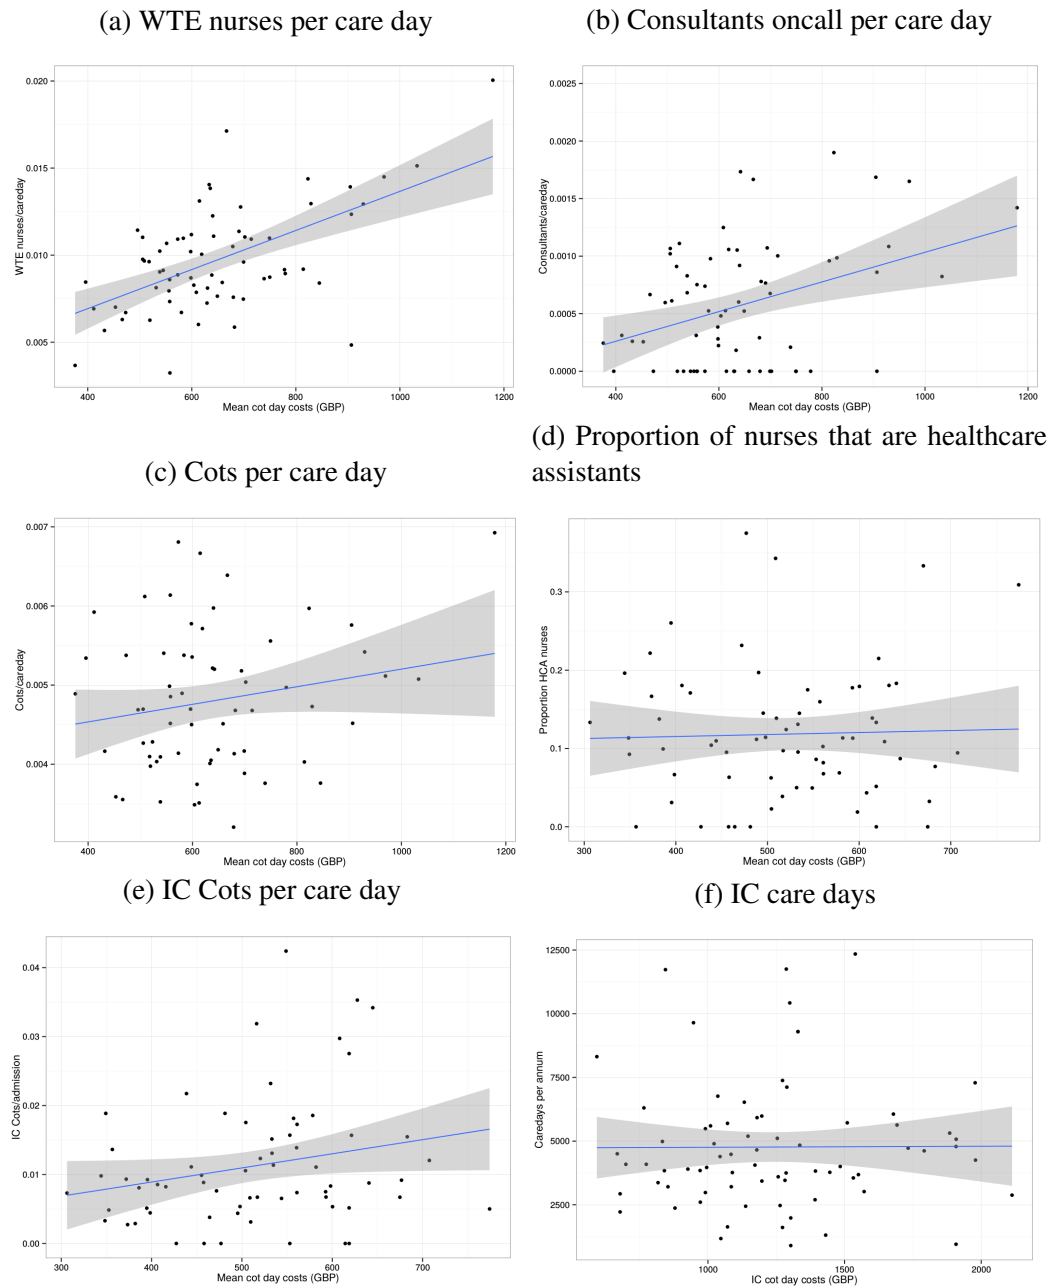 (a) WTE nurses per care day
(b) Consultants oncall per care day
0.020
0.015
0.010
0.005
WTE nurses/careday
400 600 800 1000 1200
Mean cot day costs (GBP)
0.0025
0.0020
0.0015
0.0010
0.0005
0.0000
Consultants/careday
400 600 800 1000 1200
Mean cot day costs (GBP)
(c) Cots per care day
(d) Proportion of nurses that are healthcare
assistants
0.007
0.006
0.005
0.004
Cots/careday
400 600 800 1000 1200
Mean cot day costs (GBP)
0.3
0.2
0.1
0.0
Proportion HCA nurses
300 400 500 600 700
Mean cot day costs (GBP)
(e) IC Cots per care day
(f) IC care days
0.04
0.03
0.02
0.01
0.00
IC Cots/admission
300 400 500 600 700
Mean cot day costs (GBP)
12500
10000
7500
5000
2500
Caredays per annum
1000 1500 2000
IC cot day costs (GBP)